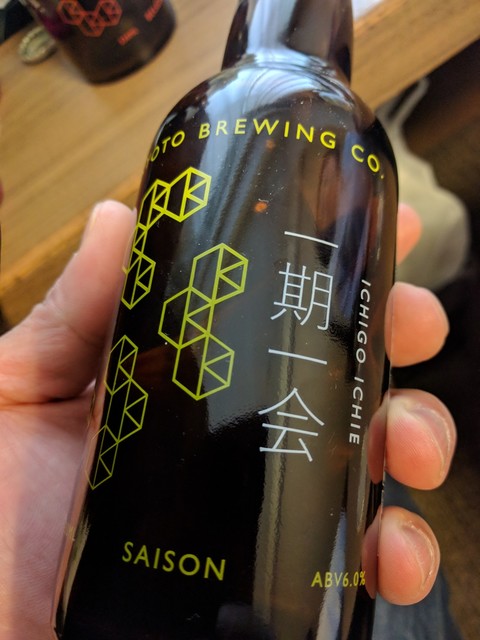 OTO BREWING CO.
一期一会
ICHIGO ICHIE
SAISON
ABV6.0%